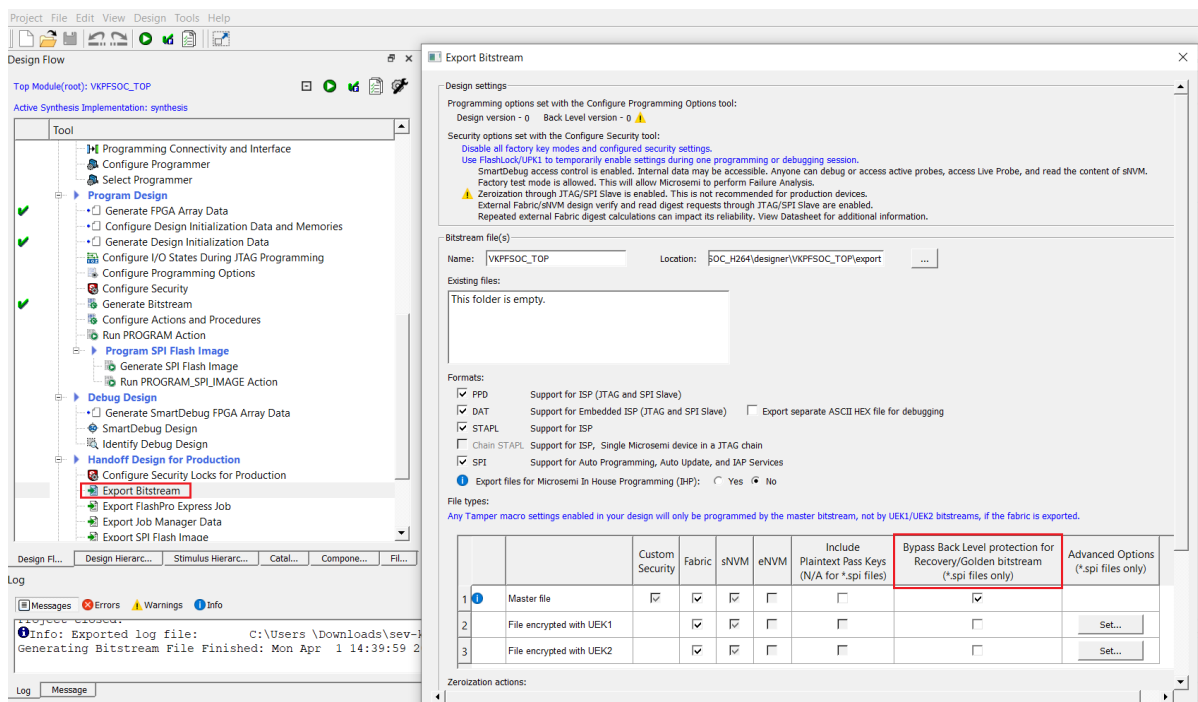 Project File Edit View Design Tools Help
Design Flow
Top Module(root): VKPFSOC_TOP
Active Synthesis Implementation: synthesis
Tool
Programming Connectivity and Interface
Configure Programmer
Select Programmer
Program Design
Generate FPGA Array Data
Configure Design Initialization Data and Memories
Generate Design Initialization Data
Configure I/O States During JTAG Programming
Configure Programming Options
Configure Security
Generate Bitstream
Configure Actions and Procedures
Run PROGRAM Action
Program SPI Flash Image
Generate SPI Flash Image
Run PROGRAM_SPI_IMAGE Action
Debug Design
Generate SmartDebug FPGA Array Data
SmartDebug Design
Identify Debug Design
Handoff Design for Production
Configure Security Locks for Production
Export Bitstream
Export FlashPro Express Job
Export Job Manager Data
Export SPI Flash Image
Design Fl... Design Hierarc... Stimulus Hierarc... Catal... Compone... Fil...
Log
Messages Errors Warnings Info
Info: Exported log file: C:\Users \Downloads\sev-
Generating Bitstream File Finished: Mon Apr 1 14:39:59 2
Log Message
Export Bitstream
Design settings
Programming options set with the Configure Programming Options tool:
Design version - 0 Back Level version - 0
Security options set with the Configure Security tool:
Disable all factory key modes and configured security settings.
Use FlashLock/UPK1 to temporarily enable settings during one programming or debugging session.
SmartDebug access control is enabled. Internal data may be accessible. Anyone can debug or access active probes, access Live Probe, and read the content of sNVM.
Factory test mode is allowed. This will allow Microsemi to perform Failure Analysis.
Zeroization through JTAG/SPI Slave is enabled. This is not recommended for production devices.
External Fabric/sNVM design verify and read digest requests through JTAG/SPI Slave are enabled.
Repeated external Fabric digest calculations can impact its reliability. View Datasheet for additional information.
Bitstream file(s)
Name: VKPFSOC_TOP Location: SOC_H264\designer\VKPFSOC_TOP\export ...
Existing files:
This folder is empty.
Formats:
PPD Support for ISP (JTAG and SPI Slave)
DAT Support for Embedded ISP (JTAG and SPI Slave) Export separate ASCII HEX file for debugging
STAPL Support for ISP
Chain STAPL Support for ISP, Single Microsemi device in a JTAG chain
SPI Support for Auto Programming, Auto Update, and IAP Services
Export files for Microsemi In House Programming (IHP): Yes No
File types:
Any Tamper macro settings enabled in your design will only be programmed by the master bitstream, not by UEK1/UEK2 bitstreams, if the fabric is exported.
Custom Security Fabric sNVM eNVM Include Plaintext Pass Keys (N/A for *.spi files) Bypass Back Level protection for Recovery/Golden bitstream (*.spi files only) Advanced Options (*.spi files only)
1 Master file
2 File encrypted with UEK1 Set...
3 File encrypted with UEK2 Set...
Zeroization actions: